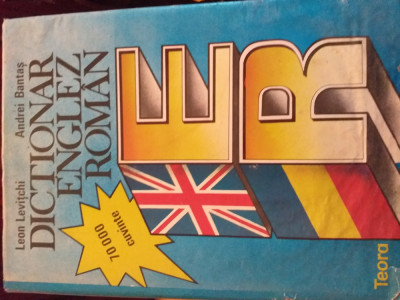 Leon Levițchi Andrei Bantaș
DICȚIONAR
ENGLEZ
ROMÂN
E
R
70 000
cuvinte
Teora